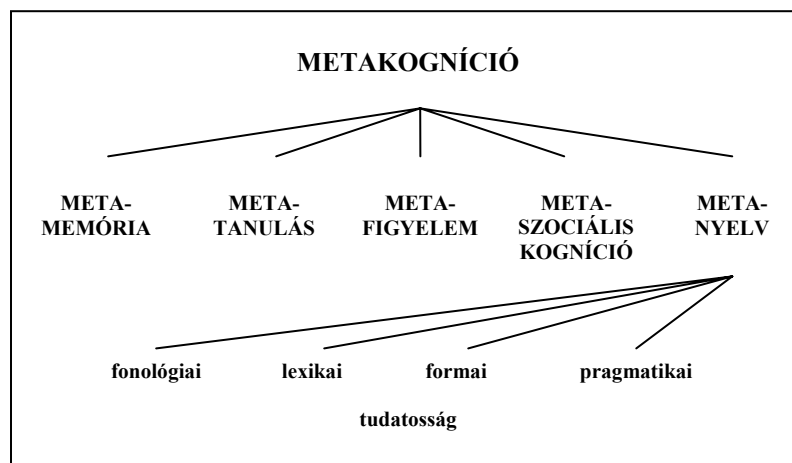 METAKOGNÍCIÓ
META-
MEMÓRIA
META-
TANULÁS
META-
FIGYELEM
META-
SZOCIÁLIS
KOGNÍCIÓ
META-
NYELV
fonológiai lexikai formai pragmatikai
tudatosság